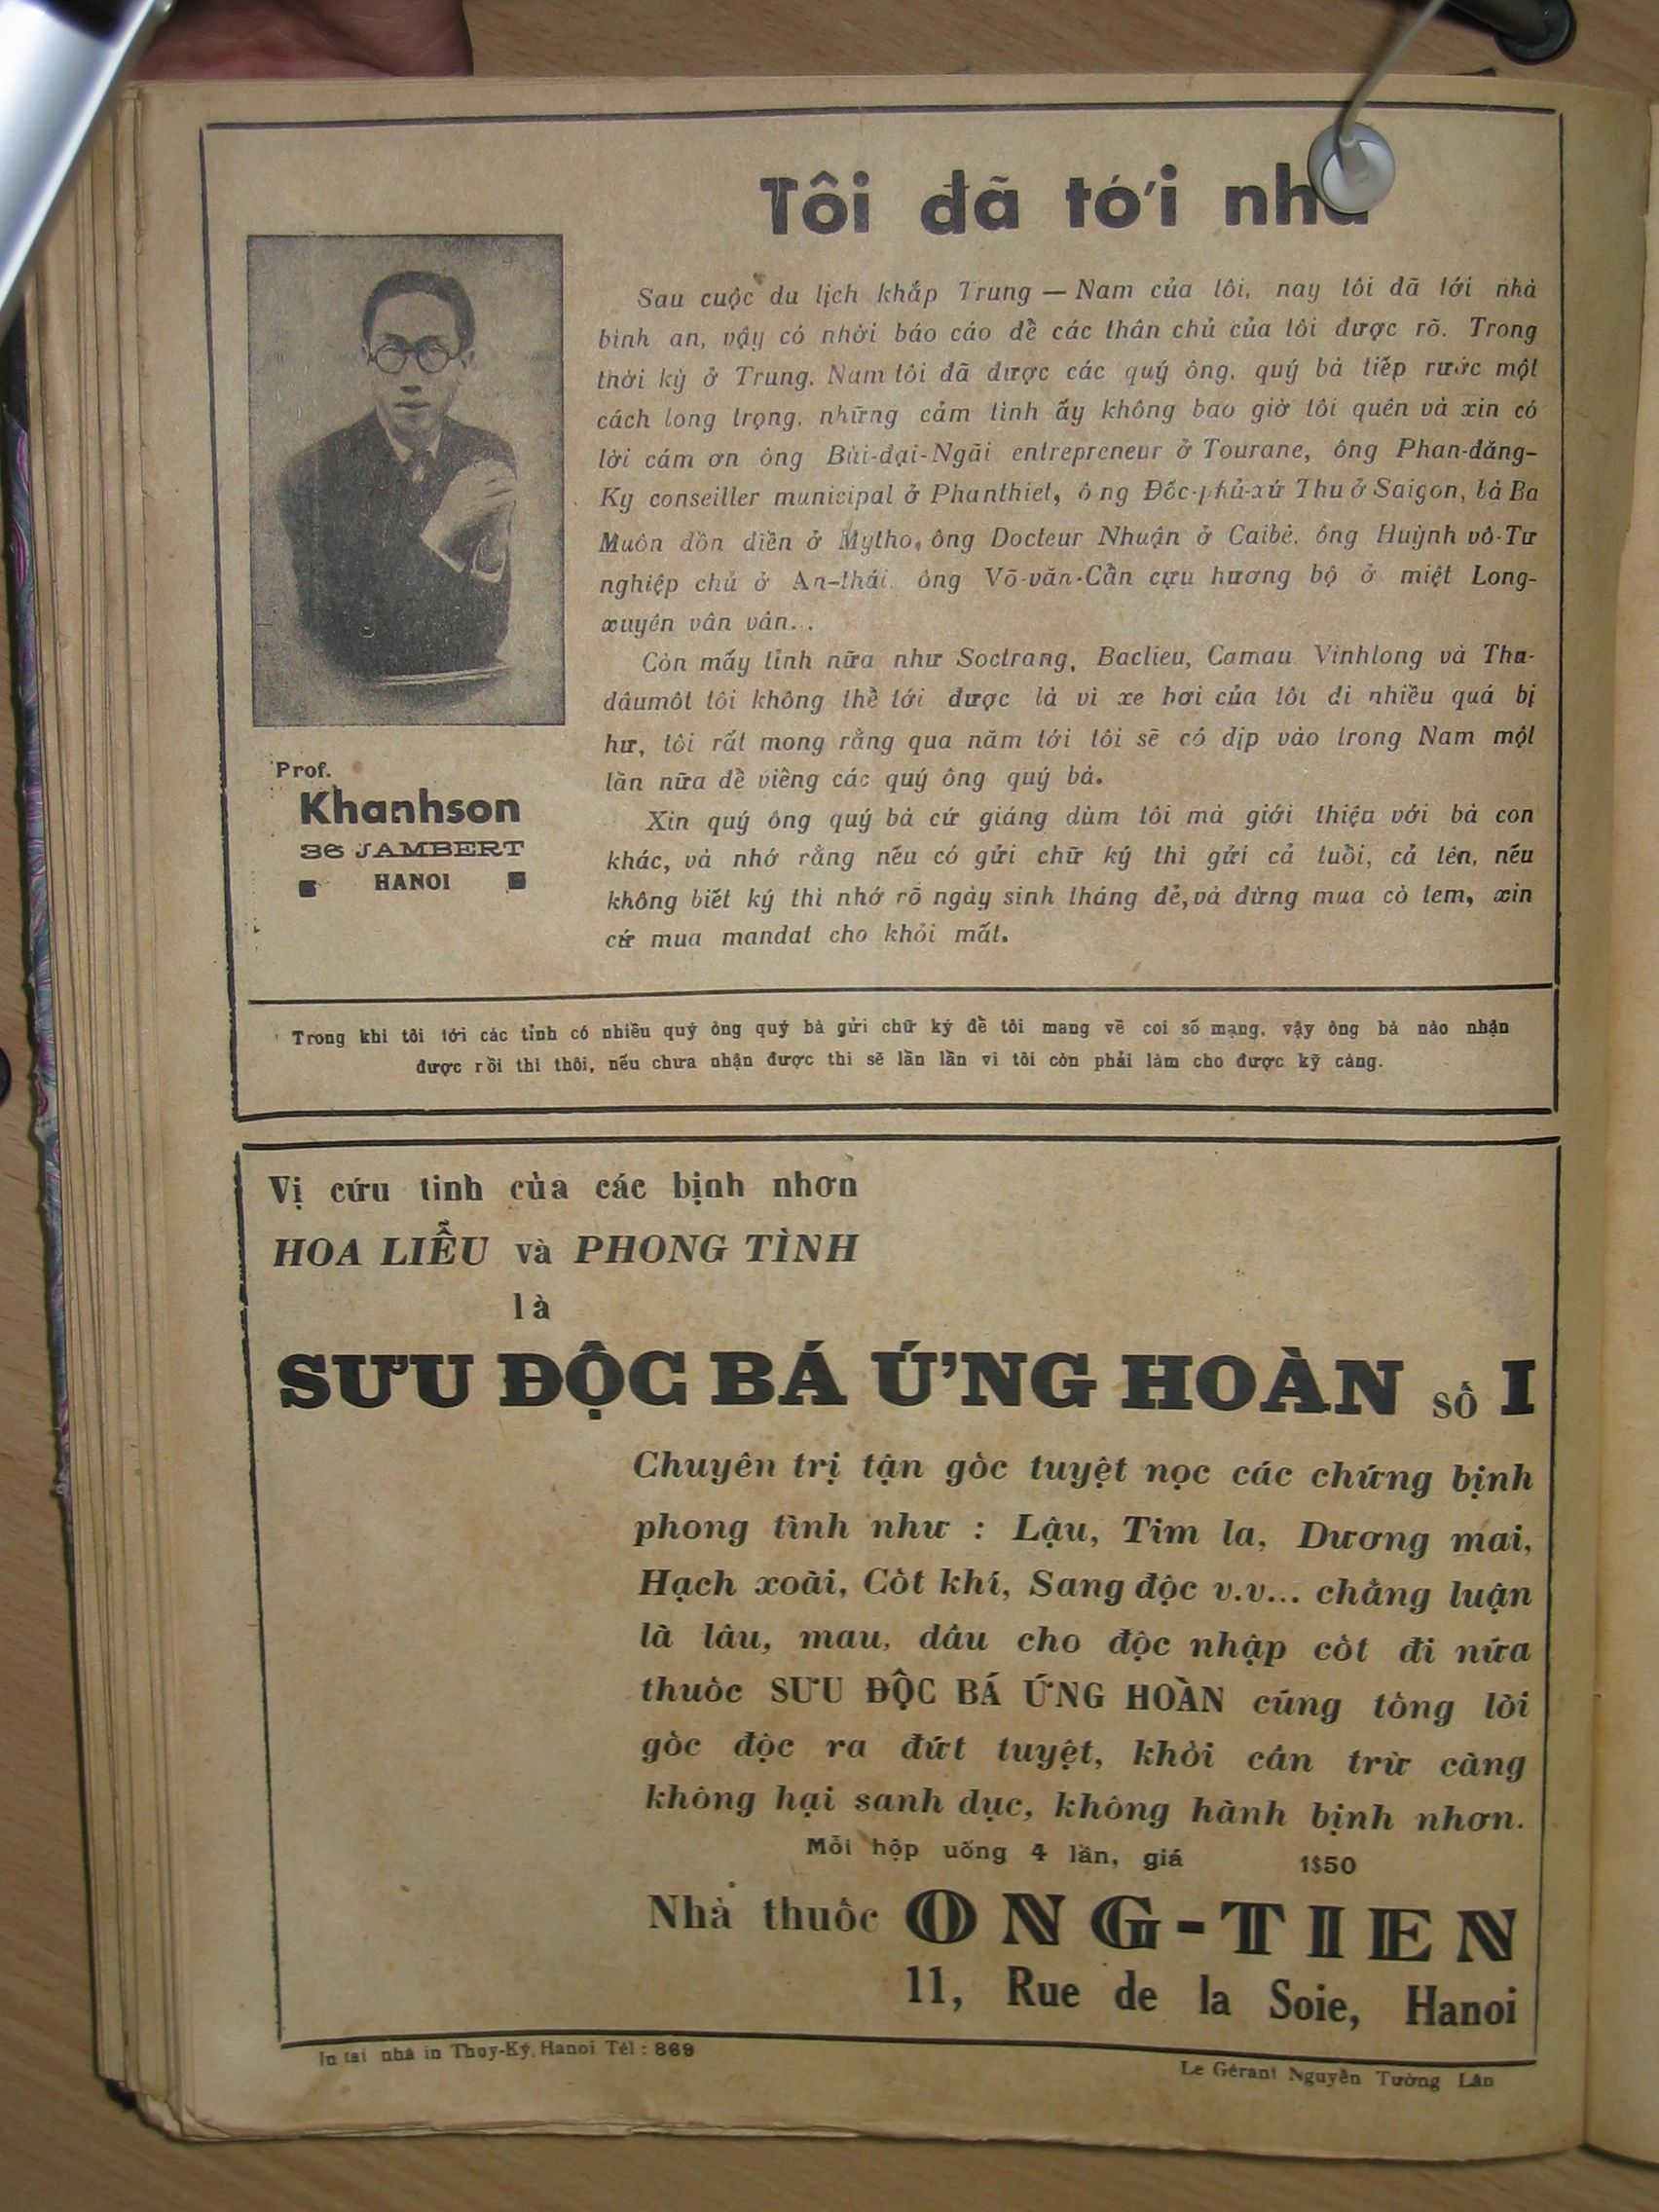 Tôi đã tới nhà
Sau cuộc du lịch khắp Trung — Nam của tôi, nay tôi đã tới nhà
bình an, vậy có nhời báo cáo để các thân chủ của tôi được rõ. Trong
thời kỳ ở Trung. Nam tôi đã được các quý ông, quý bà tiếp rước một
cách long trọng, những cảm tình ấy không bao giờ tôi quên và xin có
lời cám ơn ông Bùi-đại-Ngãi entrepreneur ở Tourane, ông Phan-đăng-
Ky conseiller municipal ở Phanthiet, ông Đốc-phủ-xứ Thu ở Saigon, bà Ba
Muôn đồn điền ở Mytho, ông Docteur Nhuận ở Caibè, ông Huỳnh vô-Tư
nghiệp chủ ở An-thái, ông Võ-văn-Cần cựu hương bộ ở miệt Long-
xuyên vân vân...
Còn mấy tỉnh nữa như Soctrang, Baclieu, Camau Vinhlong và Thu-
dâumôt tôi không thể tới được là vì xe hơi của tôi đi nhiều quá bị
hư, tôi rất mong rằng qua năm tới tôi sẽ có dịp vào trong Nam một
lần nữa để viếng các quý ông quý bà.
Xin quý ông quý bà cứ giáng dùm tôi mà giới thiệu với bà con
khác, và nhớ rằng nếu có gửi chữ ký thì gửi cả tuổi, cả tên, nếu
không biết ký thì nhớ rõ ngày sinh tháng đẻ, và đừng mua cò tem, xin
cứ mua mandat cho khỏi mất.
Prof.
Khanhson
36 JAMBERT
HANOI
Trong khi tôi tới các tỉnh có nhiều quý ông quý bà gửi chữ ký để tôi mang về coi số mạng, vậy ông bà nào nhận
được rồi thì thôi, nếu chưa nhận được thì sẽ lần lần vì tôi còn phải làm cho được kỹ càng.
Vị cứu tinh của các bịnh nhơn
HOA LIỄU và PHONG TÌNH
là
SƯU ĐỘC BÁ ỨNG HOÀN SỐ I
Chuyên trị tận gốc tuyệt nọc các chứng bịnh
phong tình như : Lậu, Tim la, Dương mai,
Hạch xoài, Cốt khí, Sang độc v.v... chẳng luận
là lâu, mau, dầu cho độc nhập cốt đi nữa
thuốc SƯU ĐỘC BÁ ỨNG HOÀN cũng tống lòi
gốc độc ra đứt tuyệt, khỏi cần trừ căng
không hại sanh dục, không hành bịnh nhơn.
Mỗi hộp uống 4 lần, giá 1$50
Nhà thuốc ONG-TIEN
11, Rue de la Soie, Hanoi
In tai nhà in Thuy-Ký, Hanoi Tél : 869
Le Gérant Nguyễn Tường Lân